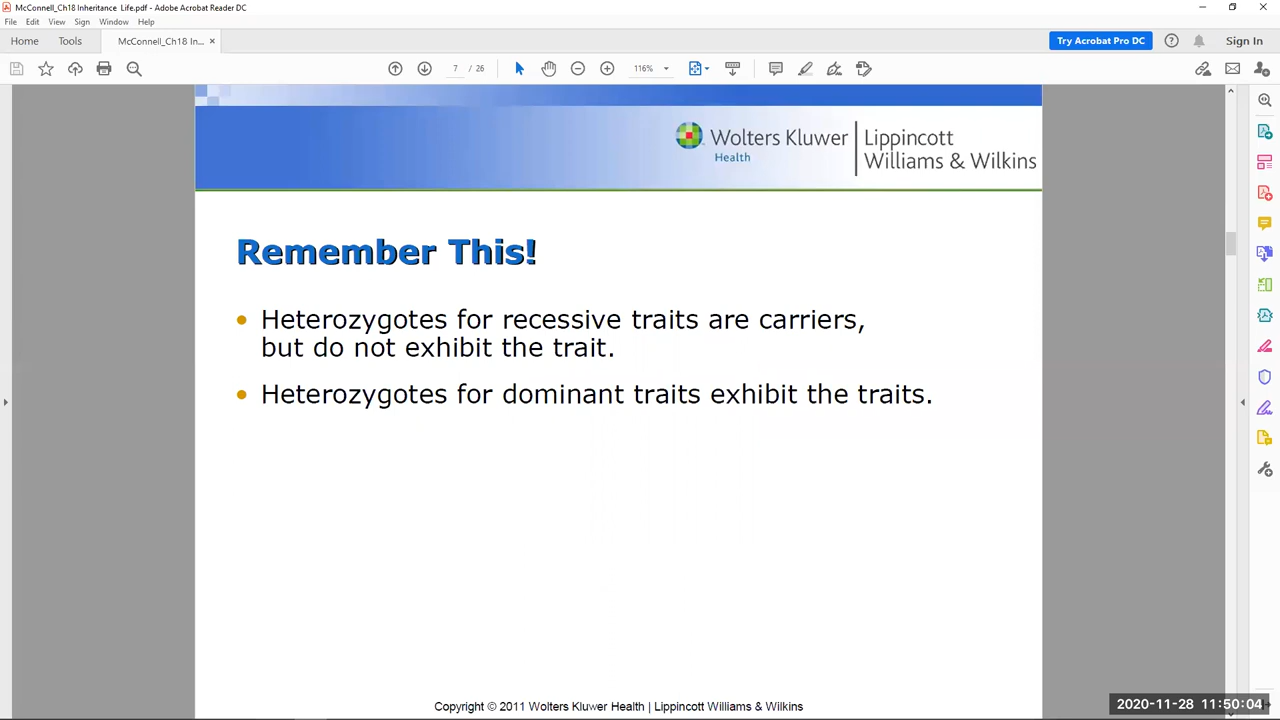 McConnell_Ch18 Inheritance Life.pdf - Adobe Acrobat Reader DC
File Edit View Sign Window Help
Home Tools McConnell_Ch18 In... × Try Acrobat Pro DC Sign In
7 / 26 116%
Wolters Kluwer Lippincott
Health Williams & Wilkins
Remember This!
• Heterozygotes for recessive traits are carriers,
but do not exhibit the trait.
• Heterozygotes for dominant traits exhibit the traits.
Copyright © 2011 Wolters Kluwer Health | Lippincott Williams & Wilkins
2020-11-28 11:50:04